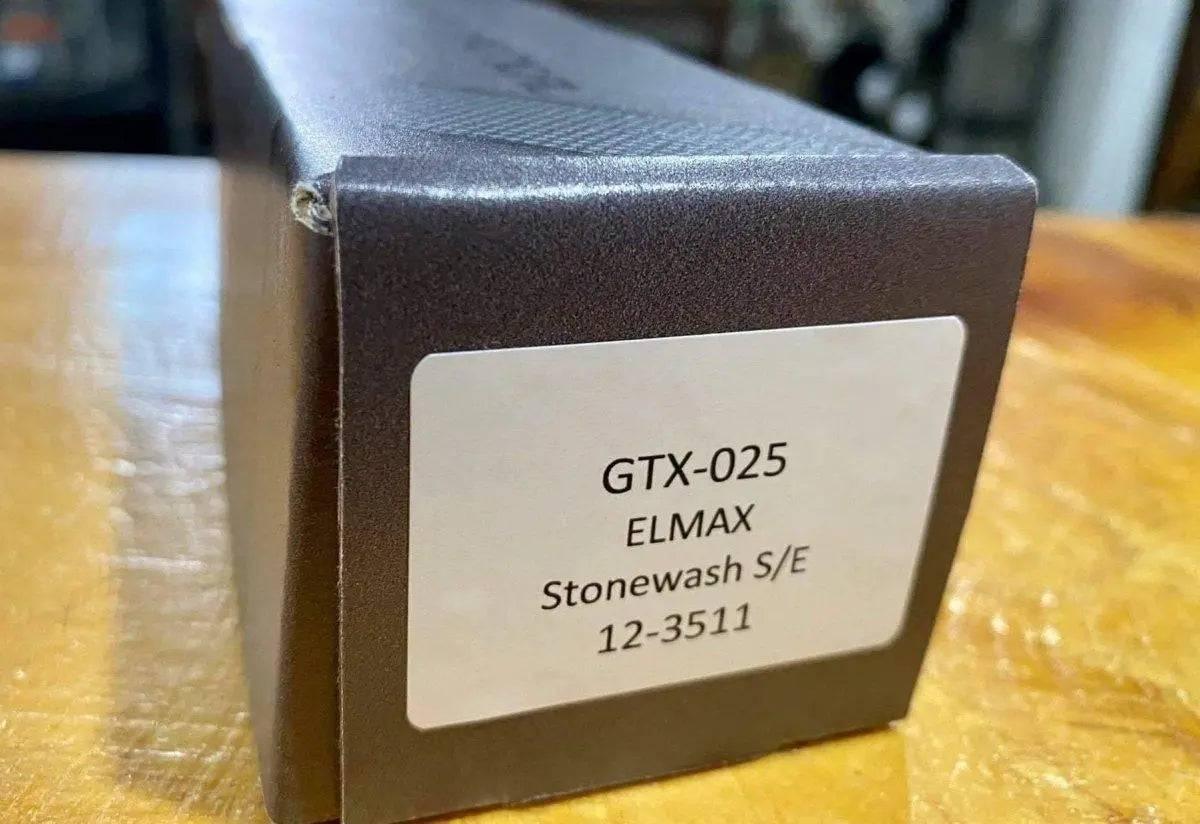 GTX-025
ELMAX
Stonewash S/E
12-3511